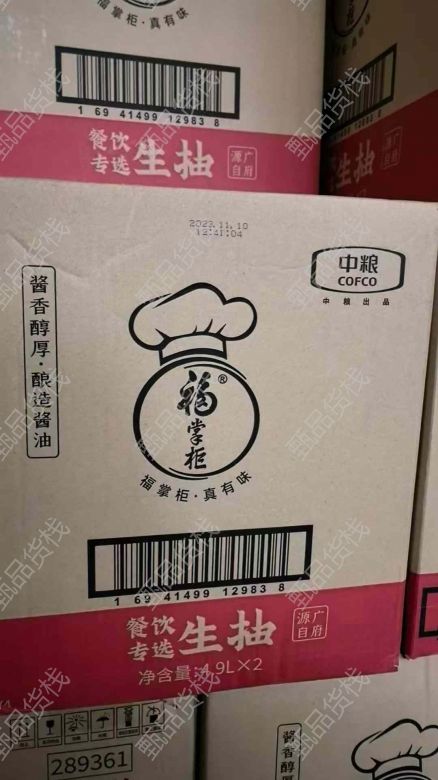 福掌柜·真有味
1 69 41499 12983 8
餐饮
专选
生抽
源广
自府
生抽
2023.11.10
12:41:04
中粮
COFCO
中粮出品
酱香醇厚·酿造酱油
福掌柜®
福掌柜·真有味
1 69 41499 12983 8
餐饮
专选
生抽
源广
自府
净含量:4.9L×2
289361
酱香醇
中粮
甄品货栈